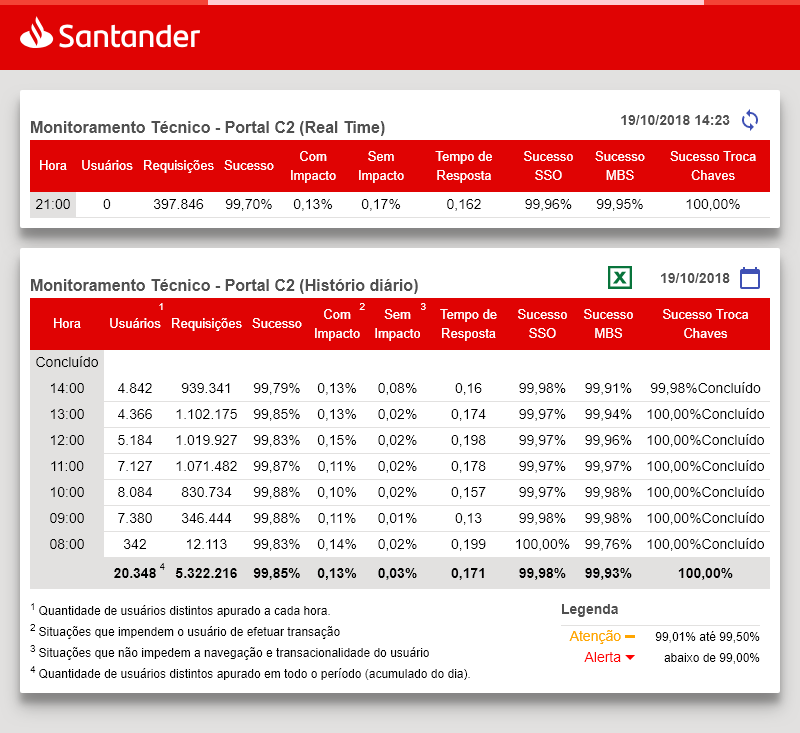 Santander
Monitoramento Técnico - Portal C2 (Real Time) 19/10/2018 14:23
Hora Usuários Requisições Sucesso Com Impacto Sem Impacto Tempo de Resposta Sucesso SSO Sucesso MBS Sucesso Troca Chaves
21:00 0 397.846 99,70% 0,13% 0,17% 0,162 99,96% 99,95% 100,00%
Monitoramento Técnico - Portal C2 (Histório diário) X 19/10/2018
Hora Usuários 1 Requisições Sucesso Com Impacto 2 Sem Impacto 3 Tempo de Resposta Sucesso SSO Sucesso MBS Sucesso Troca Chaves
Concluído
14:00 4.842 939.341 99,79% 0,13% 0,08% 0,16 99,98% 99,91% 99,98%Concluído
13:00 4.366 1.102.175 99,85% 0,13% 0,02% 0,174 99,97% 99,94% 100,00%Concluído
12:00 5.184 1.019.927 99,83% 0,15% 0,02% 0,198 99,97% 99,96% 100,00%Concluído
11:00 7.127 1.071.482 99,87% 0,11% 0,02% 0,178 99,97% 99,97% 100,00%Concluído
10:00 8.084 830.734 99,88% 0,10% 0,02% 0,157 99,97% 99,98% 100,00%Concluído
09:00 7.380 346.444 99,88% 0,11% 0,01% 0,13 99,98% 99,98% 100,00%Concluído
08:00 342 12.113 99,83% 0,14% 0,02% 0,199 100,00% 99,76% 100,00%Concluído
20.348 4 5.322.216 99,85% 0,13% 0,03% 0,171 99,98% 99,93% 100,00%
1 Quantidade de usuários distintos apurado a cada hora.
2 Situações que impendem o usuário de efetuar transação
3 Situações que não impedem a navegação e transacionalidade do usuário
4 Quantidade de usuários distintos apurado em todo o período (acumulado do dia).
Legenda
Atenção 99,01% até 99,50%
Alerta abaixo de 99,00%